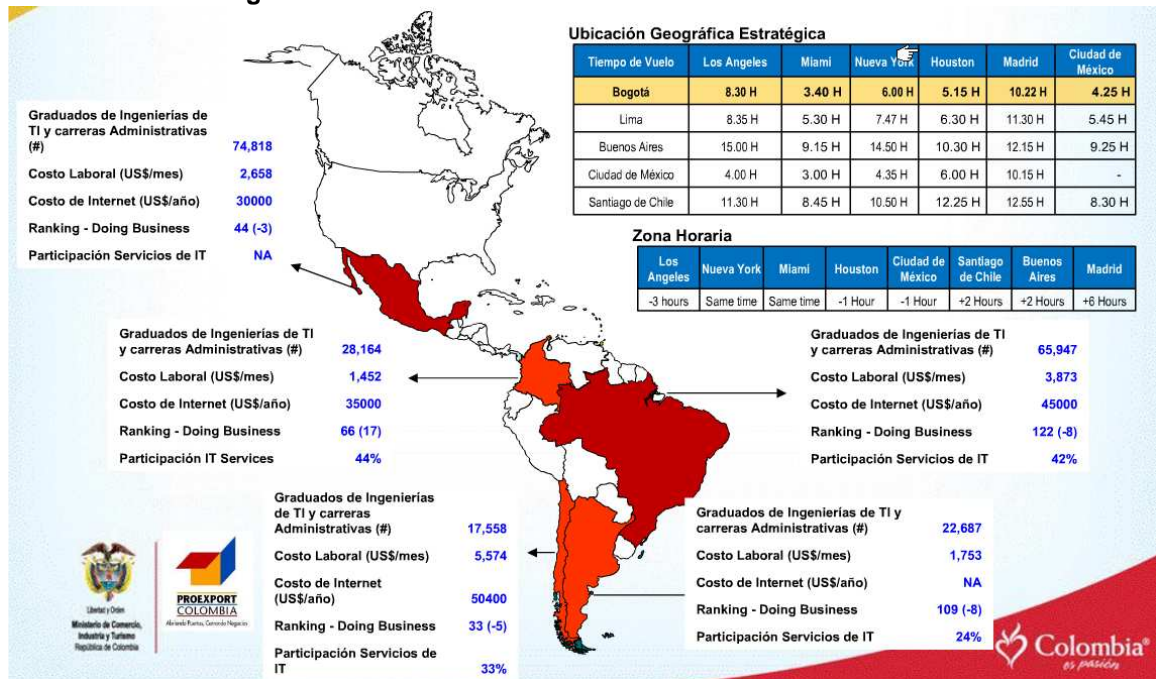 Ubicación Geográfica Estratégica
Tiempo de Vuelo Los Angeles Miami Nueva York Houston Madrid Ciudad de México
Bogotá 8.30 H 3.40 H 6.00 H 5.15 H 10.22 H 4.25 H
Lima 8.35 H 5.30 H 7.47 H 6.30 H 11.30 H 5.45 H
Buenos Aires 15.00 H 9.15 H 14.50 H 10.30 H 12.15 H 9.25 H
Ciudad de México 4.00 H 3.00 H 4.35 H 6.00 H 10.15 H -
Santiago de Chile 11.30 H 8.45 H 10.50 H 12.25 H 12.55 H 8.30 H
Zona Horaria
Los Angeles Nueva York Miami Houston Ciudad de México Santiago de Chile Buenos Aires Madrid
-3 hours Same time Same time -1 Hour -1 Hour +2 Hours +2 Hours +6 Hours
Graduados de Ingenierías de
TI y carreras Administrativas
(#) 74,818
Costo Laboral (US$/mes) 2,658
Costo de Internet (US$/año) 30000
Ranking - Doing Business 44 (-3)
Participación Servicios de IT NA
Graduados de Ingenierías de TI
y carreras Administrativas (#) 28,164
Costo Laboral (US$/mes) 1,452
Costo de Internet (US$/año) 35000
Ranking - Doing Business 66 (17)
Participación IT Services 44%
Graduados de Ingenierías de TI
y carreras Administrativas (#) 65,947
Costo Laboral (US$/mes) 3,873
Costo de Internet (US$/año) 45000
Ranking - Doing Business 122 (-8)
Participación Servicios de IT 42%
Graduados de Ingenierías
de TI y carreras
Administrativas (#) 17,558
Costo Laboral (US$/mes) 5,574
Costo de Internet
(US$/año) 50400
Ranking - Doing Business 33 (-5)
Participación Servicios de
IT 33%
Graduados de Ingenierías de TI y
carreras Administrativas (#) 22,687
Costo Laboral (US$/mes) 1,753
Costo de Internet (US$/año) NA
Ranking - Doing Business 109 (-8)
Participación Servicios de IT 24%
Libertad y Orden
Ministerio de Comercio,
Industria y Turismo
República de Colombia
PROEXPORT
COLOMBIA
Abriendo Puertas, Cerrando Negocios
Colombia®
es pasión